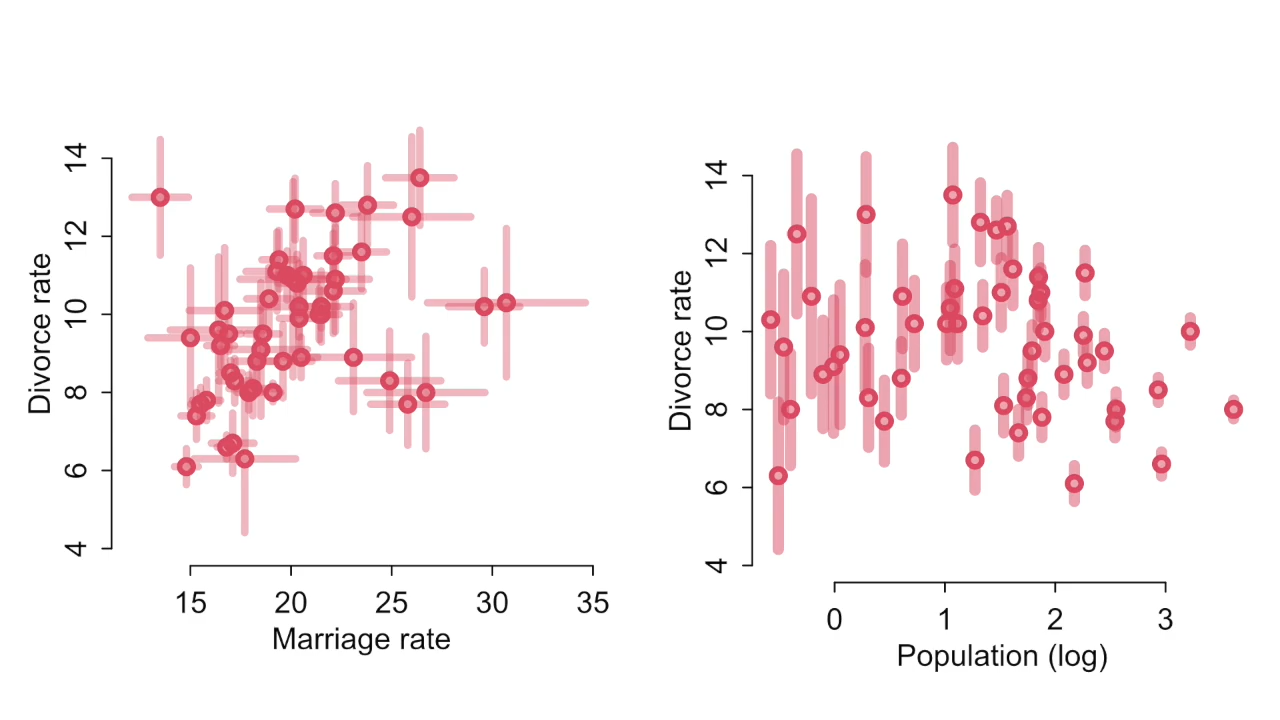 Divorce rate
14
12
10
8
6
4
15 20 25 30 35
Marriage rate
Divorce rate
14
12
10
8
6
4
0 1 2 3
Population (log)